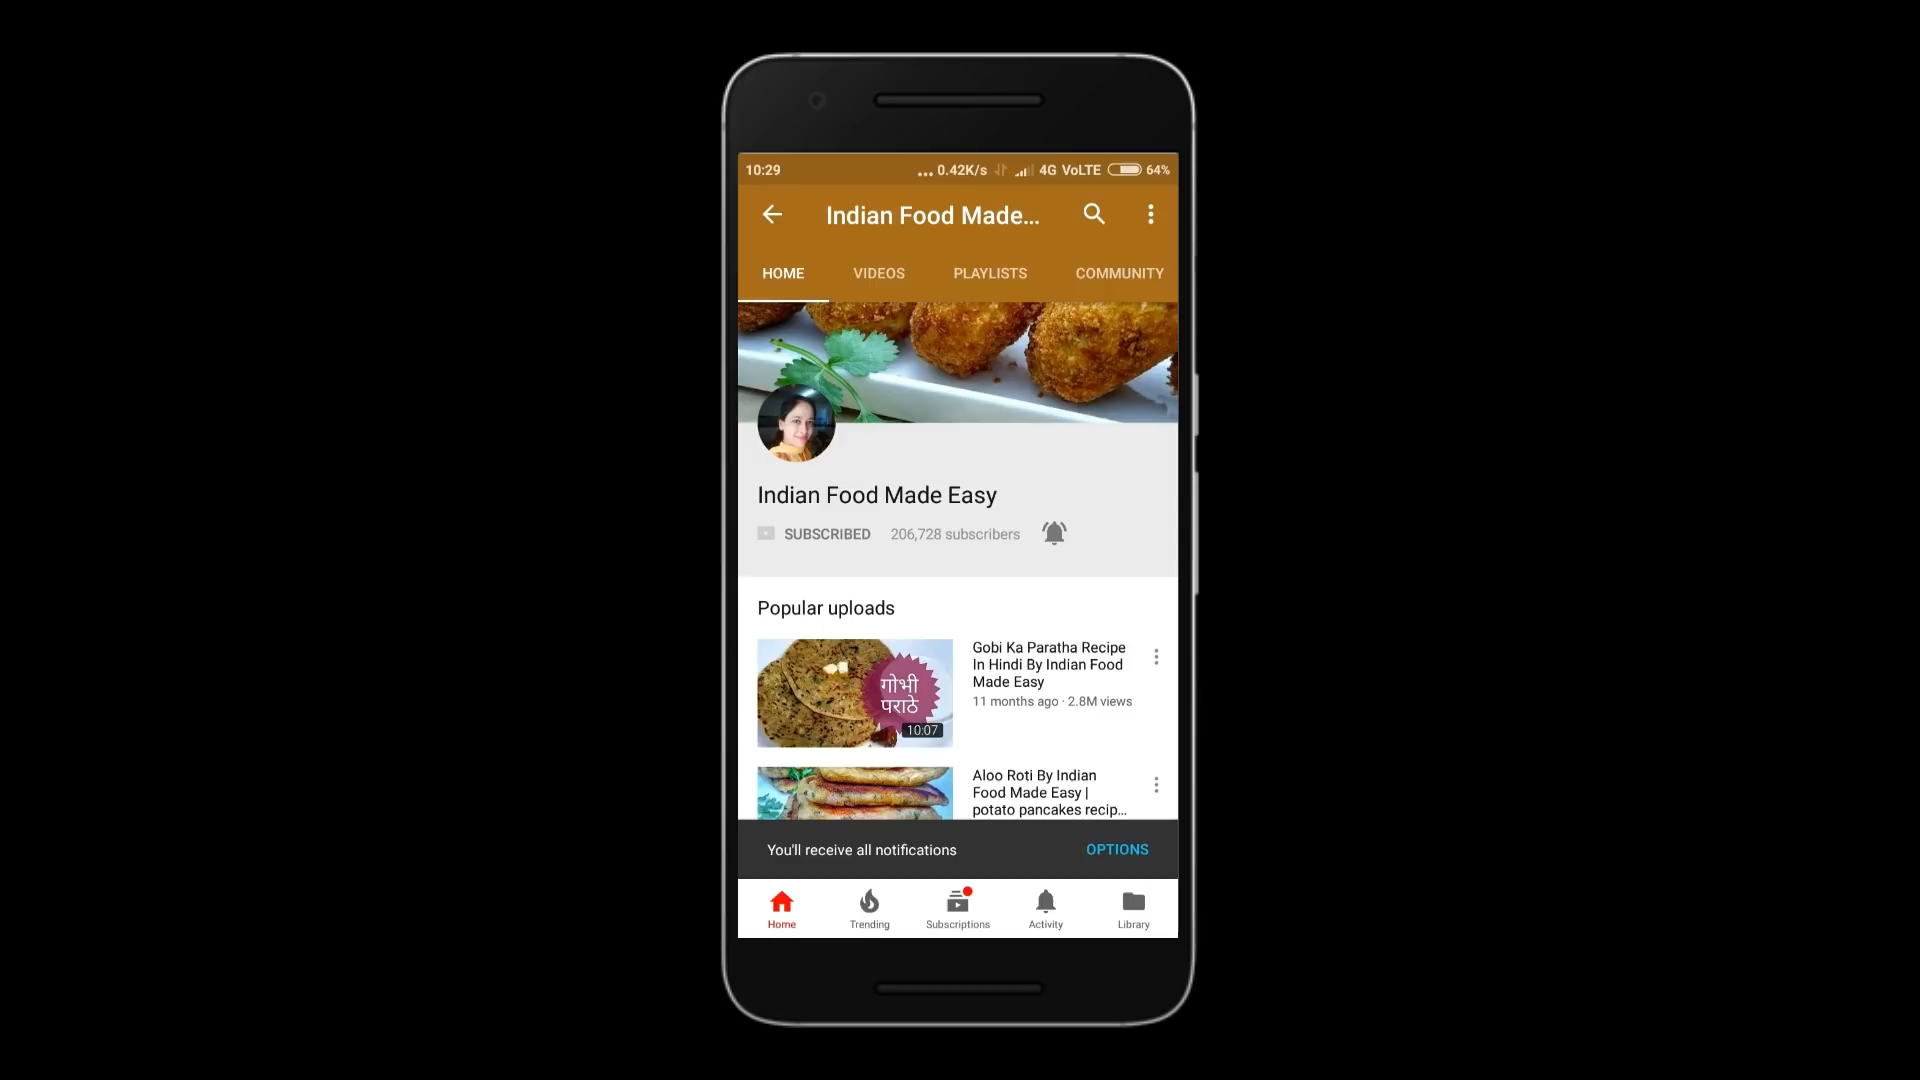 10:29
... 0.42K/s 4G VoLTE 64%
Indian Food Made...
HOME VIDEOS PLAYLISTS COMMUNITY
Indian Food Made Easy
SUBSCRIBED 206,728 subscribers
Popular uploads
गोभी
पराठे
10:07
Gobi Ka Paratha Recipe
In Hindi By Indian Food
Made Easy
11 months ago · 2.8M views
Aloo Roti By Indian
Food Made Easy |
potato pancakes recip...
You'll receive all notifications OPTIONS
Home Trending Subscriptions Activity Library